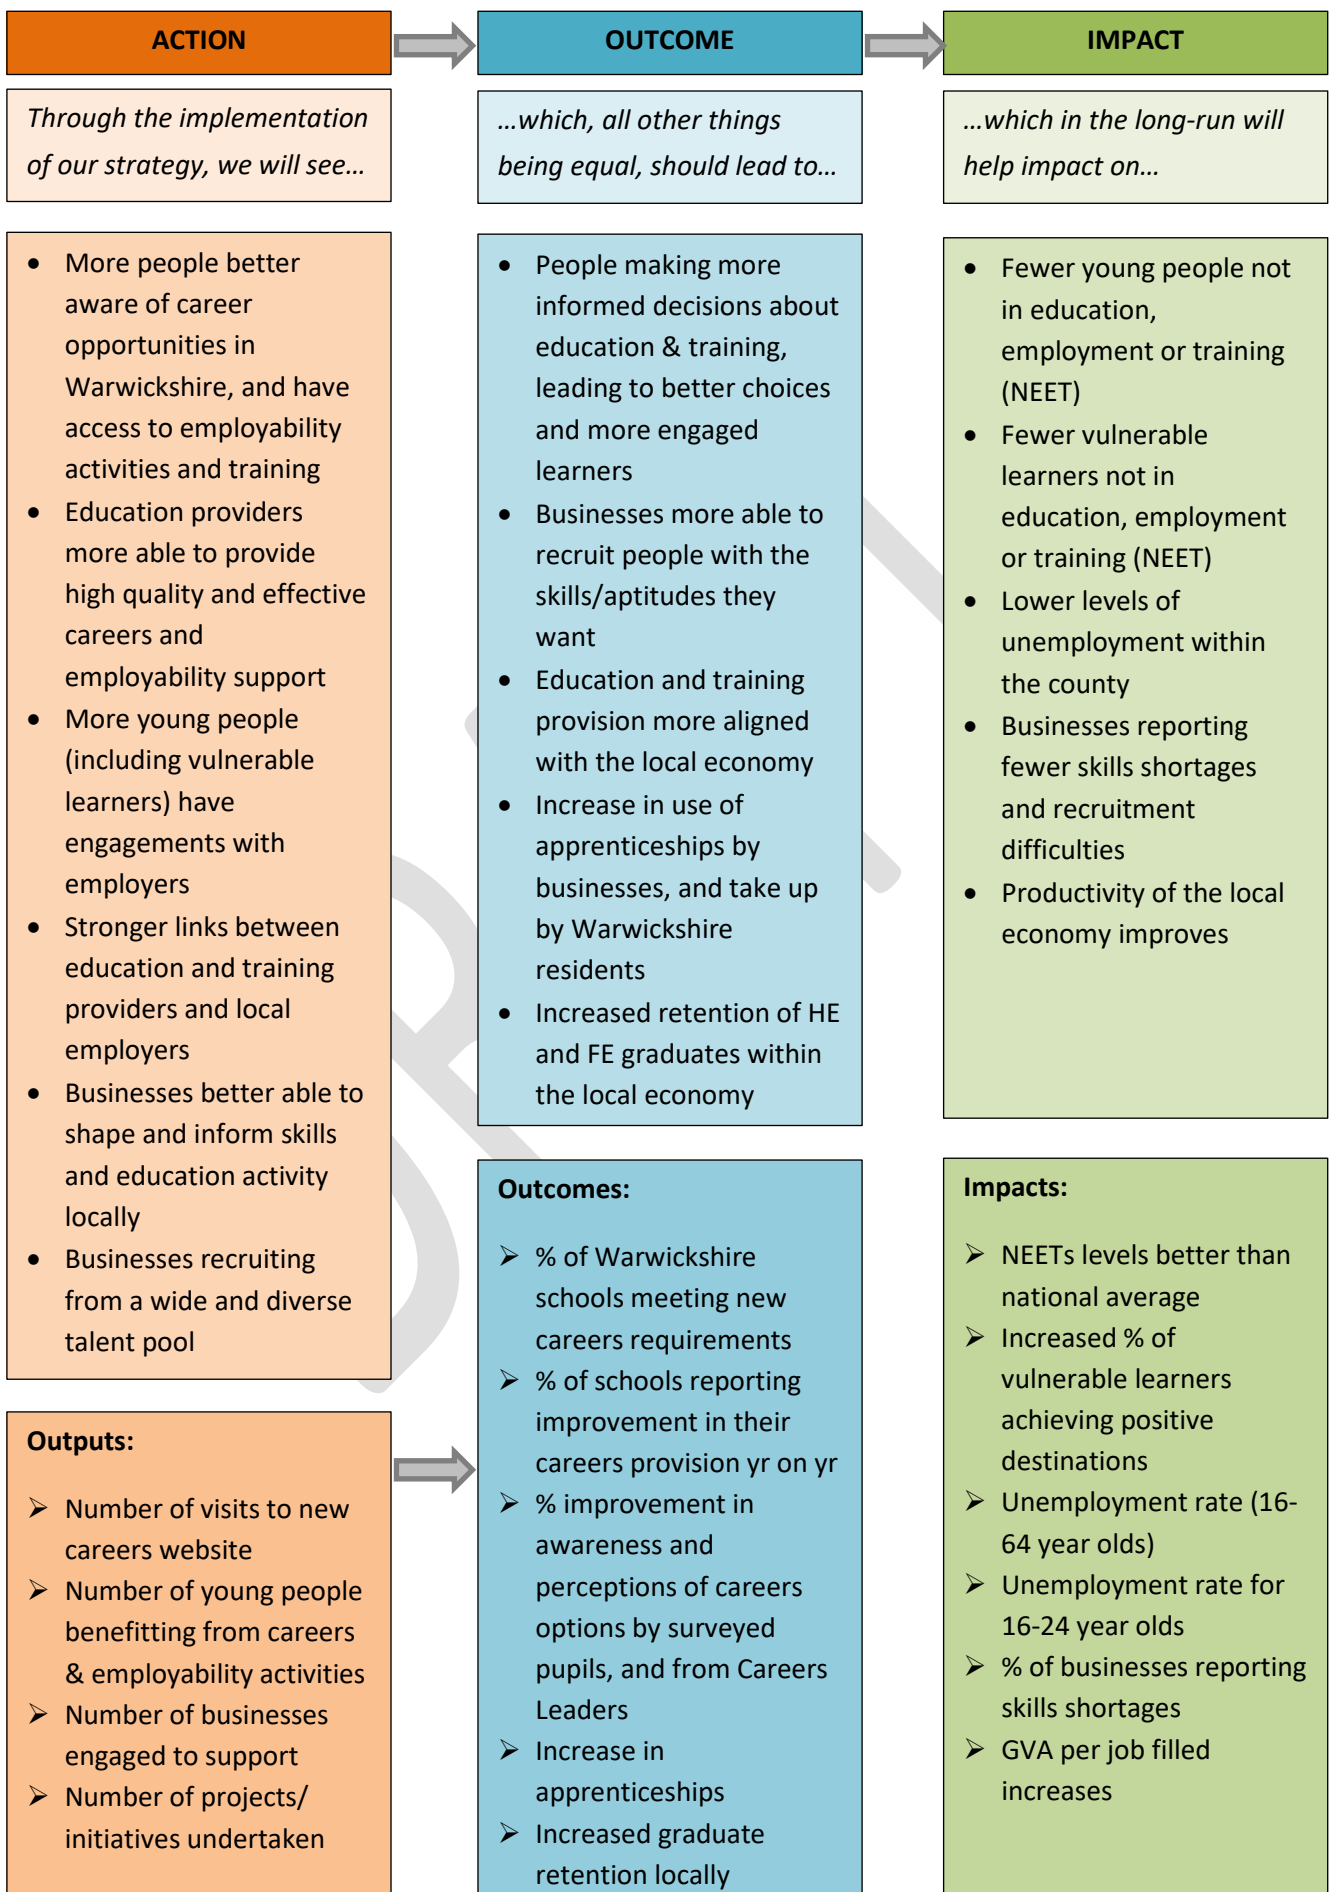 ACTION
Through the implementation
of our strategy, we will see…
• More people better
aware of career
opportunities in
Warwickshire, and have
access to employability
activities and training
• Education providers
more able to provide
high quality and effective
careers and
employability support
• More young people
(including vulnerable
learners) have
engagements with
employers
• Stronger links between
education and training
providers and local
employers
• Businesses better able to
shape and inform skills
and education activity
locally
• Businesses recruiting
from a wide and diverse
talent pool
Outputs:
➢ Number of visits to new
careers website
➢ Number of young people
benefitting from careers
& employability activities
➢ Number of businesses
engaged to support
➢ Number of projects/
initiatives undertaken
OUTCOME
…which, all other things
being equal, should lead to…
• People making more
informed decisions about
education & training,
leading to better choices
and more engaged
learners
• Businesses more able to
recruit people with the
skills/aptitudes they
want
• Education and training
provision more aligned
with the local economy
• Increase in use of
apprenticeships by
businesses, and take up
by Warwickshire
residents
• Increased retention of HE
and FE graduates within
the local economy
Outcomes:
➢ % of Warwickshire
schools meeting new
careers requirements
➢ % of schools reporting
improvement in their
careers provision yr on yr
➢ % improvement in
awareness and
perceptions of careers
options by surveyed
pupils, and from Careers
Leaders
➢ Increase in
apprenticeships
➢ Increased graduate
retention locally
IMPACT
…which in the long-run will
help impact on…
• Fewer young people not
in education,
employment or training
(NEET)
• Fewer vulnerable
learners not in
education, employment
or training (NEET)
• Lower levels of
unemployment within
the county
• Businesses reporting
fewer skills shortages
and recruitment
difficulties
• Productivity of the local
economy improves
Impacts:
➢ NEETs levels better than
national average
➢ Increased % of
vulnerable learners
achieving positive
destinations
➢ Unemployment rate (16-
64 year olds)
➢ Unemployment rate for
16-24 year olds
➢ % of businesses reporting
skills shortages
➢ GVA per job filled
increases